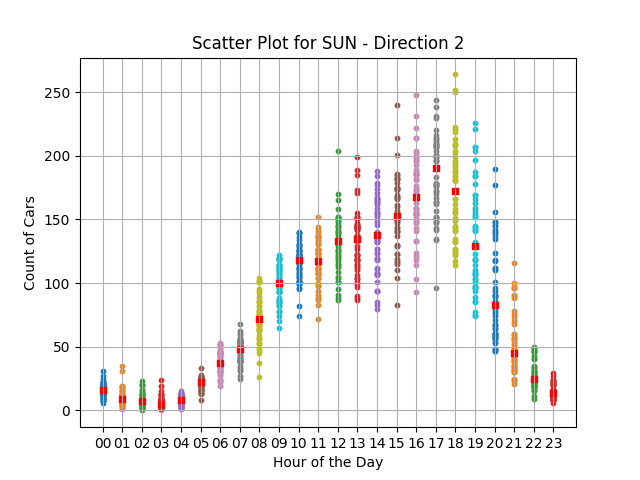 Scatter Plot for SUN - Direction 2
Count of Cars
250
200
150
100
50
0
00 01 02 03 04 05 06 07 08 09 10 11 12 13 14 15 16 17 18 19 20 21 22 23
Hour of the Day